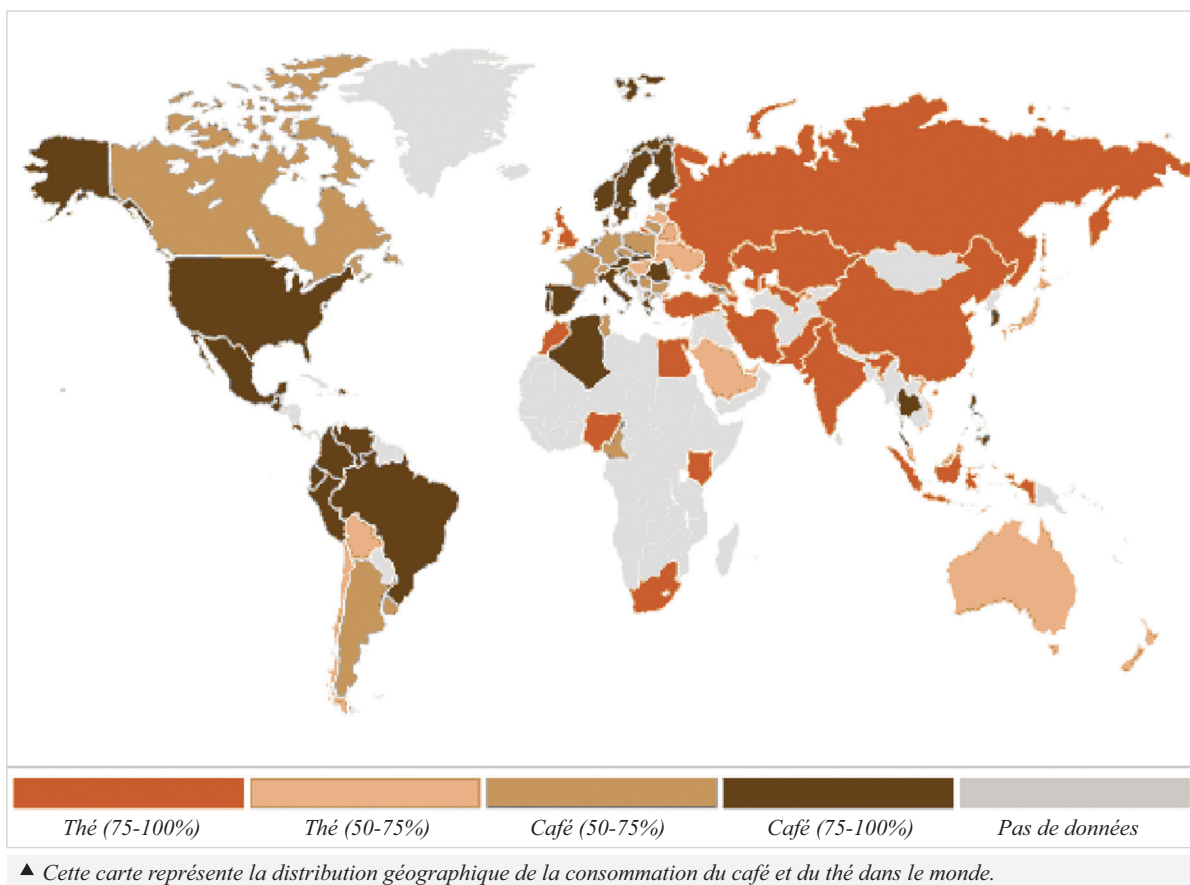 Thé (75-100%) Thé (50-75%) Café (50-75%) Café (75-100%) Pas de données
▲ Cette carte représente la distribution géographique de la consommation du café et du thé dans le monde.